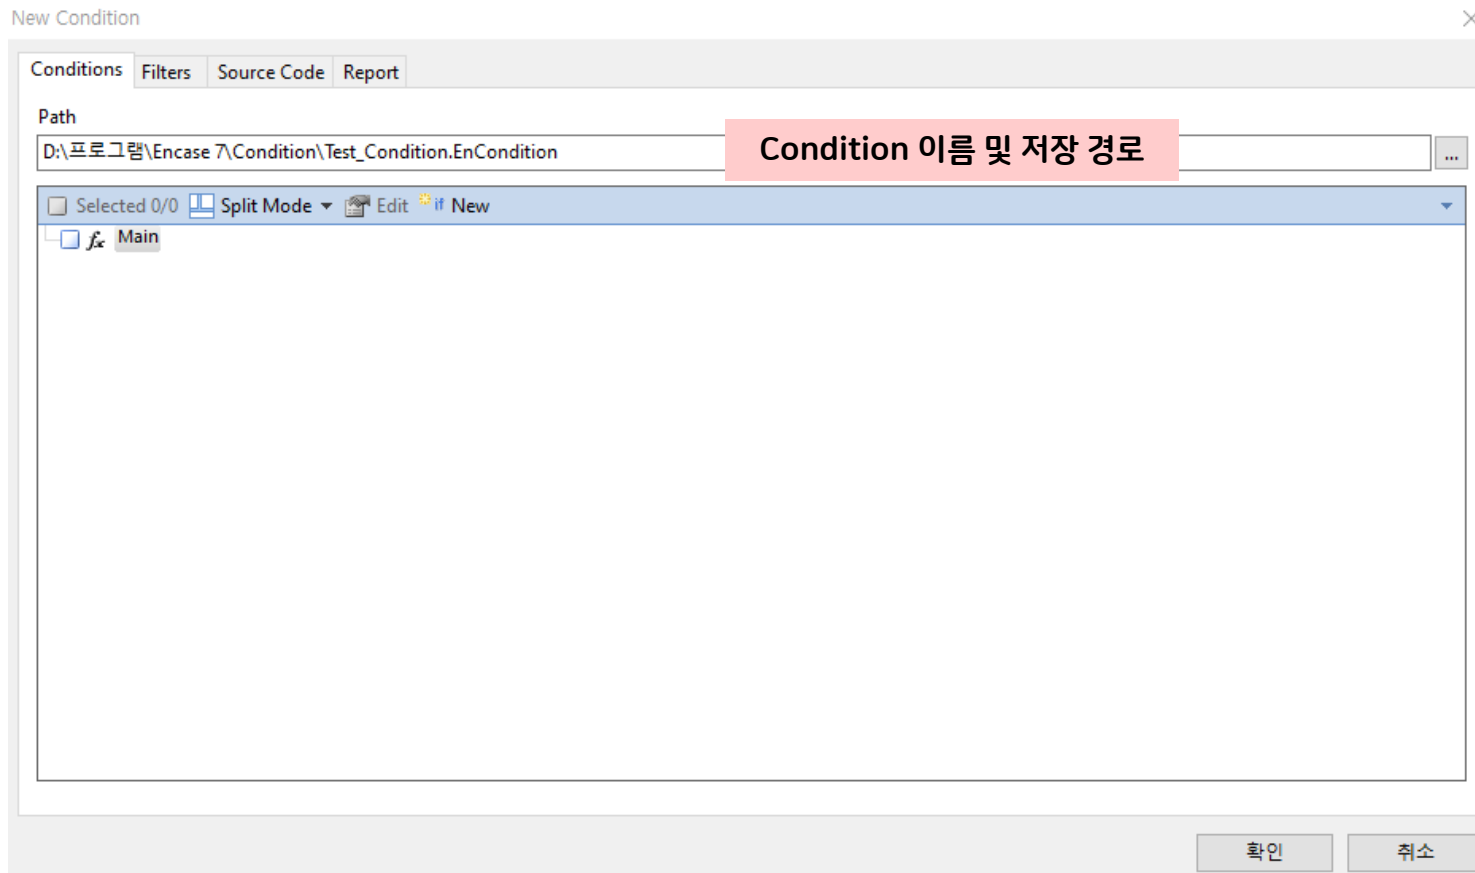 New Condition
Conditions Filters Source Code Report
Path
D:\프로그램\Encase 7\Condition\Test_Condition.EnCondition
Condition 이름 및 저장 경로
...
Selected 0/0 Split Mode Edit if New
fx Main
확인 취소